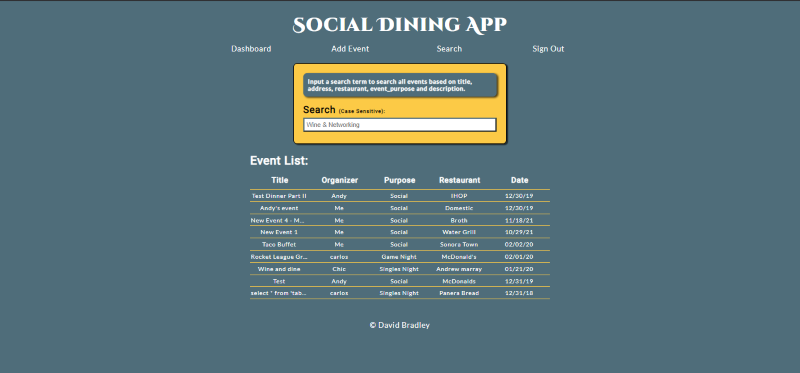 Social Dining App
Dashboard Add Event Search Sign Out
Input a search term to search all events based on title,
address, restaurant, event_purpose and description.
Search (Case Sensitive):
Wine & Networking
Event List:
Title Organizer Purpose Restaurant Date
Test Dinner Part II Andy Social IHOP 12/30/19
Andy's event Me Social Domestic 12/30/19
New Event 4 - M... Me Social Broth 11/18/21
New Event 1 Me Social Water Grill 10/29/21
Taco Buffet Me Social Sonora Town 02/02/20
Rocket League Gr... carlos Game Night McDonald's 02/01/20
Wine and dine Chic Singles Night Andrew marray 01/21/20
Test Andy Social McDonalds 12/31/19
select * from 'tab... carlos Singles Night Panera Bread 12/31/18
© David Bradley